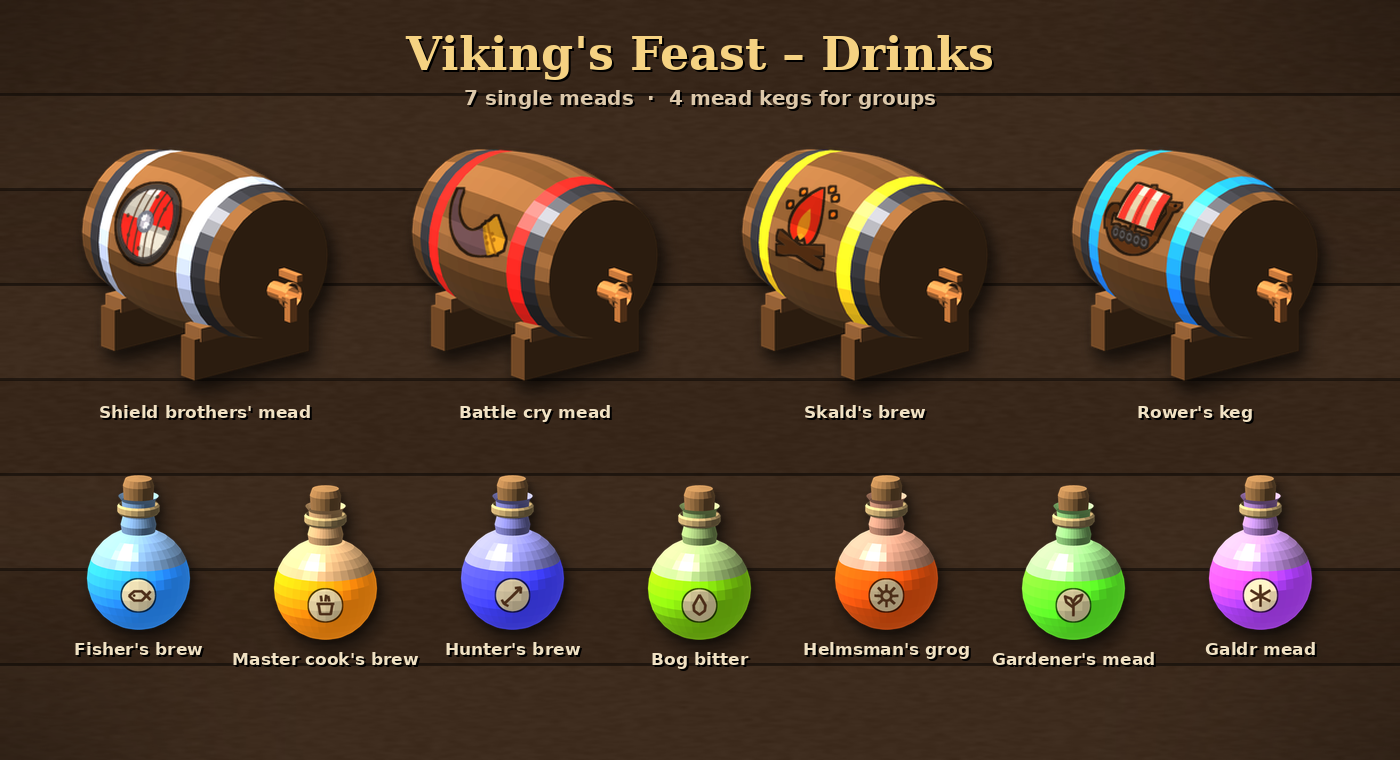 Viking's Feast – Drinks
7 single meads · 4 mead kegs for groups
Shield brothers' mead
Battle cry mead
Skald's brew
Rower's keg
Fisher's brew
Master cook's brew
Hunter's brew
Bog bitter
Helmsman's grog
Gardener's mead
Galdr mead